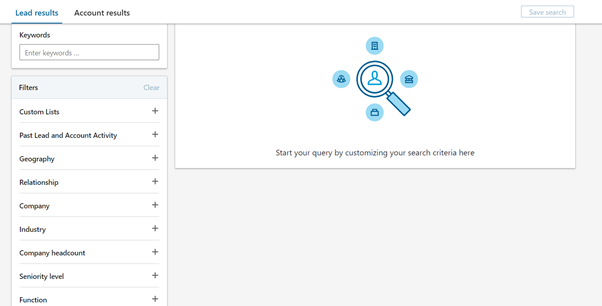 Lead results
Account results
Save search
Keywords
Enter keywords ...
Filters
Clear
Custom Lists
Past Lead and Account Activity
Geography
Relationship
Company
Industry
Company headcount
Seniority level
Function
Start your query by customizing your search criteria here